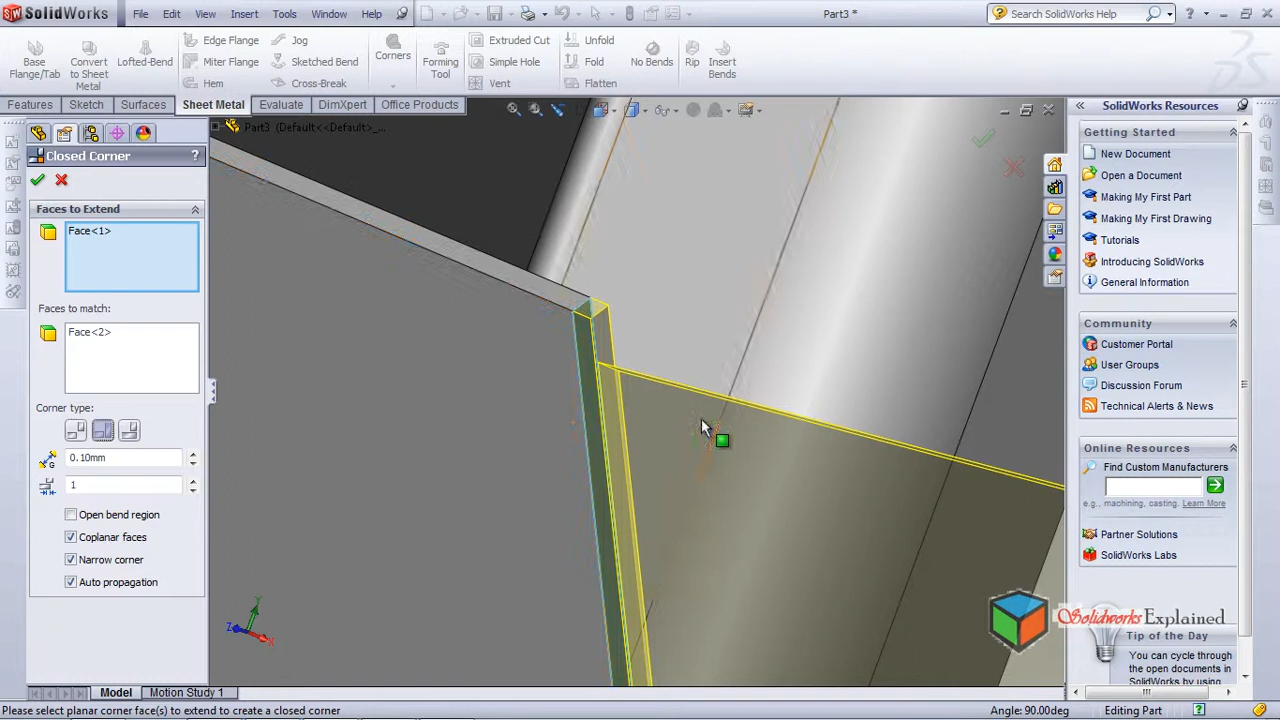 SolidWorks
File
Edit
View
Insert
Tools
Window
Help
Part3 *
Search SolidWorks Help
Base Flange/Tab
Convert to Sheet Metal
Lofted-Bend
Edge Flange
Miter Flange
Hem
Jog
Sketched Bend
Cross-Break
Corners
Forming Tool
Extruded Cut
Simple Hole
Vent
Unfold
Fold
Flatten
No Bends
Rip
Insert Bends
Features
Sketch
Surfaces
Sheet Metal
Evaluate
DimXpert
Office Products
Part3 (Default<<Default>_...
Closed Corner
?
Faces to Extend
Face<1>
Faces to match:
Face<2>
Corner type:
0.10mm
1
Open bend region
Coplanar faces
Narrow corner
Auto propagation
Y
Z
X
SolidWorks Resources
Getting Started
New Document
Open a Document
Making My First Part
Making My First Drawing
Tutorials
Introducing SolidWorks
General Information
Community
Customer Portal
User Groups
Discussion Forum
Technical Alerts & News
Online Resources
Find Custom Manufacturers
e.g., machining, casting. Learn More
Partner Solutions
SolidWorks Labs
Solidworks Explained
Tip of the Day
You can cycle through
the open documents in
SolidWorks by using
Model
Motion Study 1
Please select planar corner face(s) to extend to create a closed corner
Angle: 90.00deg
Editing Part